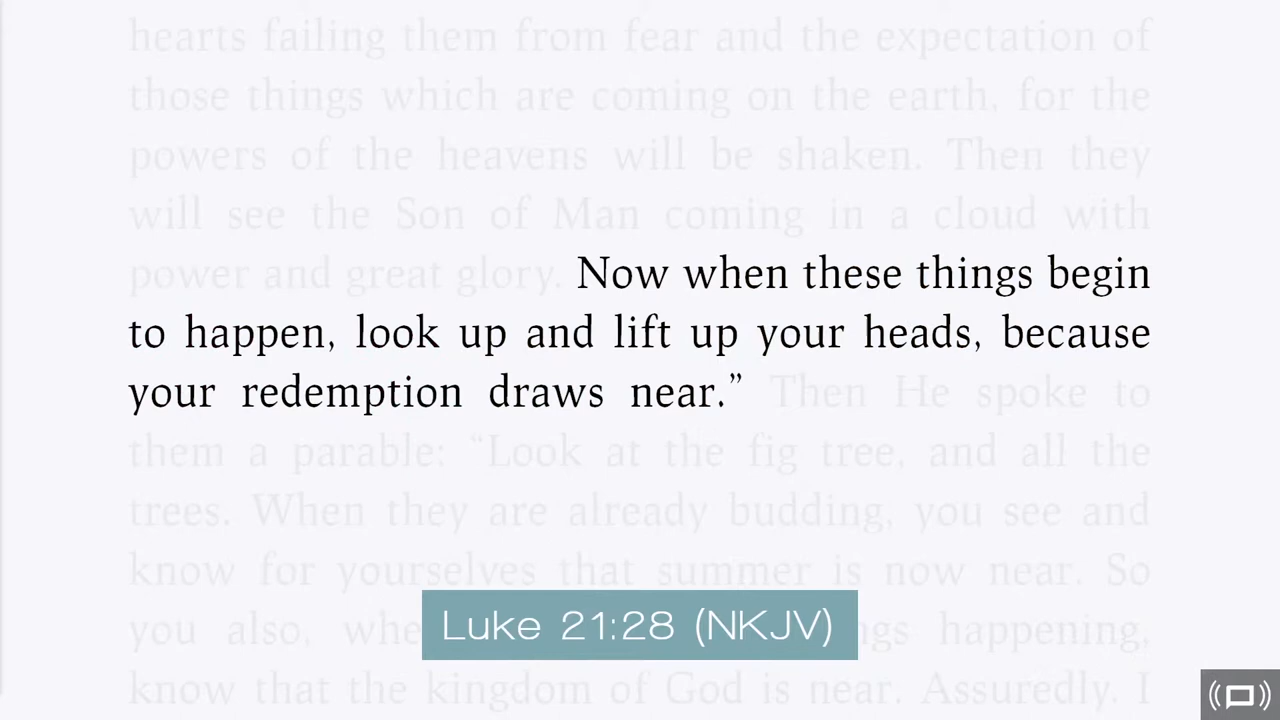 hearts failing them from fear and the expectation of
those things which are coming on the earth, for the
powers of the heavens will be shaken. Then they
will see the Son of Man coming in a cloud with
power and great glory. Now when these things begin
to happen, look up and lift up your heads, because
your redemption draws near.” Then He spoke to
them a parable: “Look at the fig tree, and all the
trees. When they are already budding, you see and
know for yourselves that summer is now near. So
you also, happening,
know that the kingdom of God is near. Assuredly, I
Luke 21:28 (NKJV)